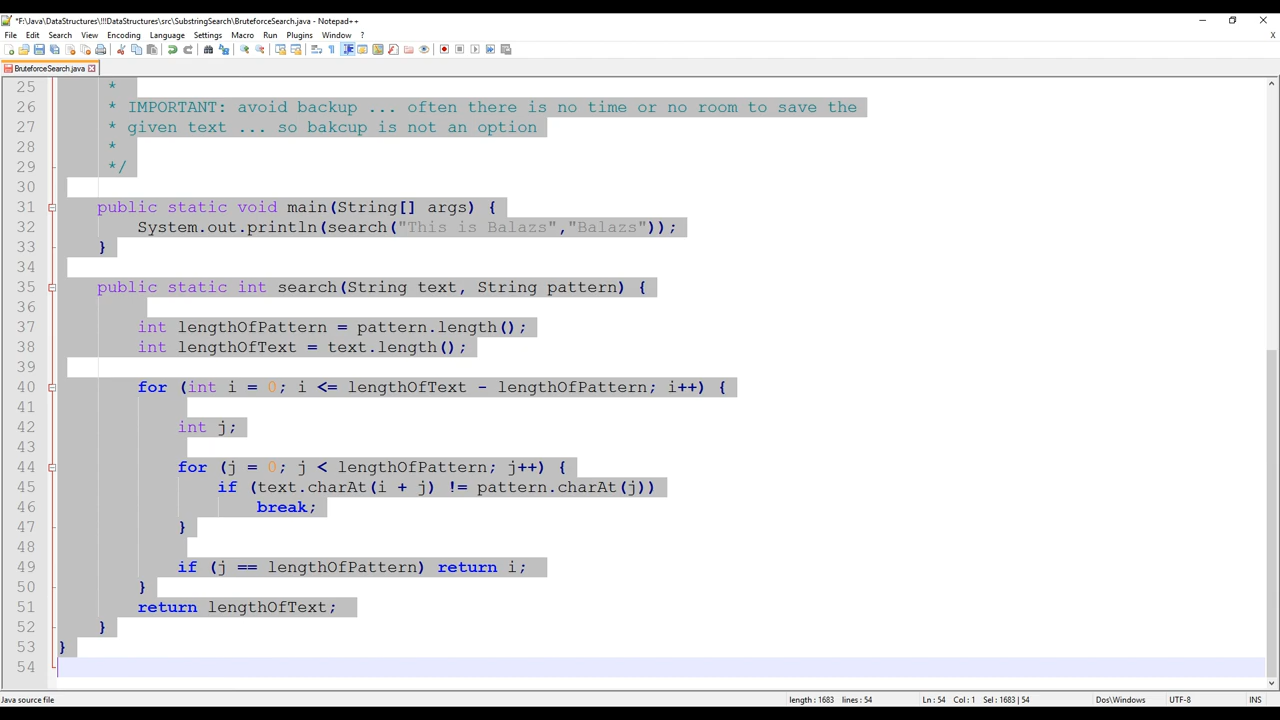 *F:\Java\DataStructures\!!!DataStructures\src\SubstringSearch\BruteforceSearch.java - Notepad++
File Edit Search View Encoding Language Settings Macro Run Plugins Window ? X
BruteforceSearch.java
25 *
26 * IMPORTANT: avoid backup ... often there is no time or no room to save the
27 * given text ... so bakcup is not an option
28 *
29 */
30
31 public static void main(String[] args) {
32 System.out.println(search("This is Balazs","Balazs"));
33 }
34
35 public static int search(String text, String pattern) {
36
37 int lengthOfPattern = pattern.length();
38 int lengthOfText = text.length();
39
40 for (int i = 0; i <= lengthOfText - lengthOfPattern; i++) {
41
42 int j;
43
44 for (j = 0; j < lengthOfPattern; j++) {
45 if (text.charAt(i + j) != pattern.charAt(j))
46 break;
47 }
48
49 if (j == lengthOfPattern) return i;
50 }
51 return lengthOfText;
52 }
53 }
54
Java source file length : 1683 lines : 54 Ln : 54 Col : 1 Sel : 1683 | 54 Dos\Windows UTF-8 INS